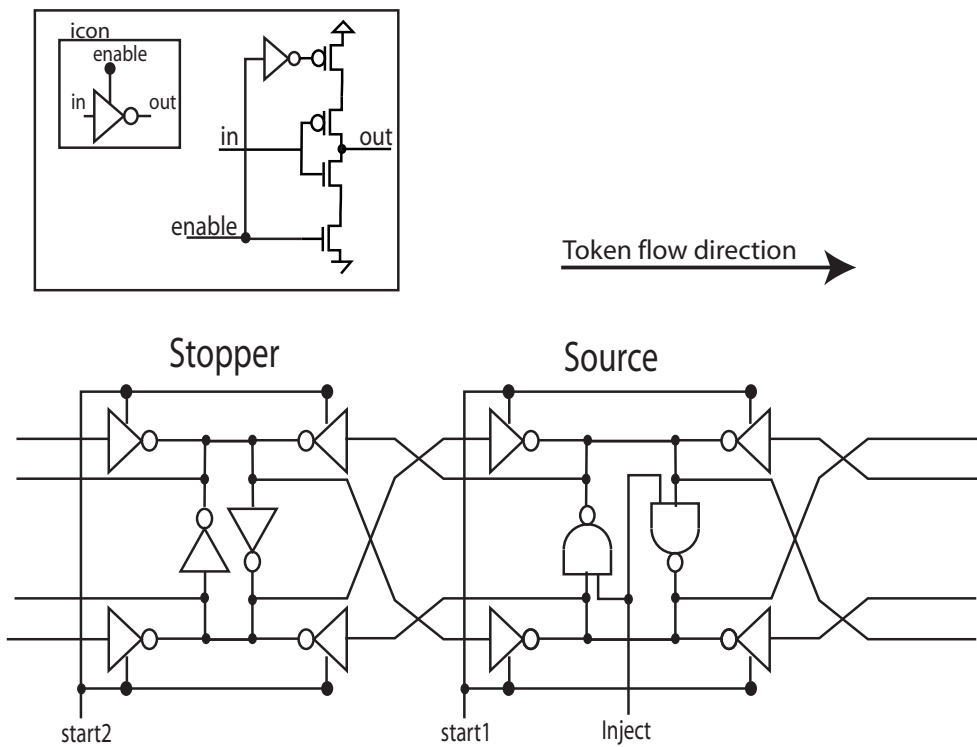 icon
enable
in
out
in
out
enable
Token flow direction
Stopper
Source
start2
start1
Inject